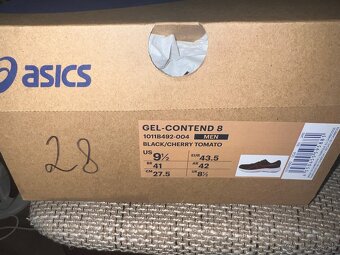 asics
28
GEL-CONTEND 8
1011B492-004 MEN
BLACK/CHERRY TOMATO
US 9½ EUR 43.5
BR 41 AR 42
CM 27.5 UK 8½